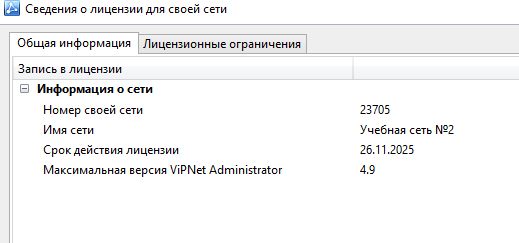 Сведения о лицензии для своей сети
Общая информация Лицензионные ограничения
Запись в лицензии
Информация о сети
Номер своей сети 23705
Имя сети Учебная сеть №2
Срок действия лицензии 26.11.2025
Максимальная версия ViPNet Administrator 4.9